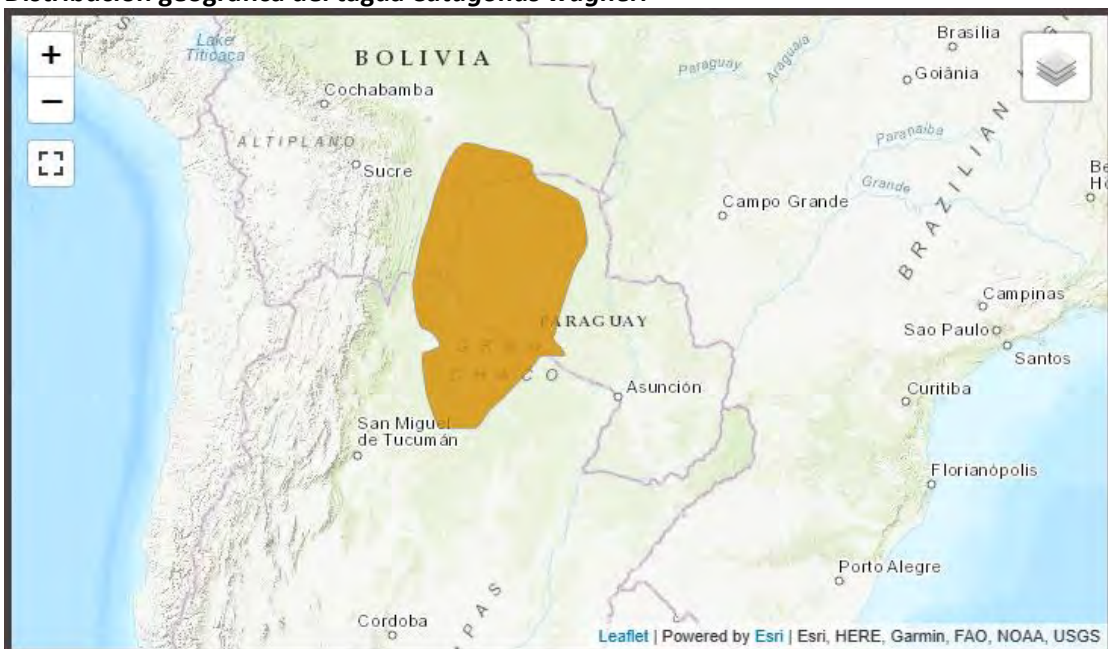 Distribución geográfica del tagua Catagonus wagneri
+
−
Lake
Titicaca
BOLIVIA
Brasilia
Goiânia
Paraguay
Araguaia
Cochabamba
ALTIPLANO
Sucre
Paranaiba
Grande
BRAZILIAN
Campo Grande
Campinas
PARAGUAY
Sao Paulo
Santos
GRAN
CHACO
Asunción
Curitiba
San Miguel
de Tucumán
Florianópolis
Porto Alegre
Cordoba
PAS
Leaflet | Powered by Esri | Esri, HERE, Garmin, FAO, NOAA, USGS